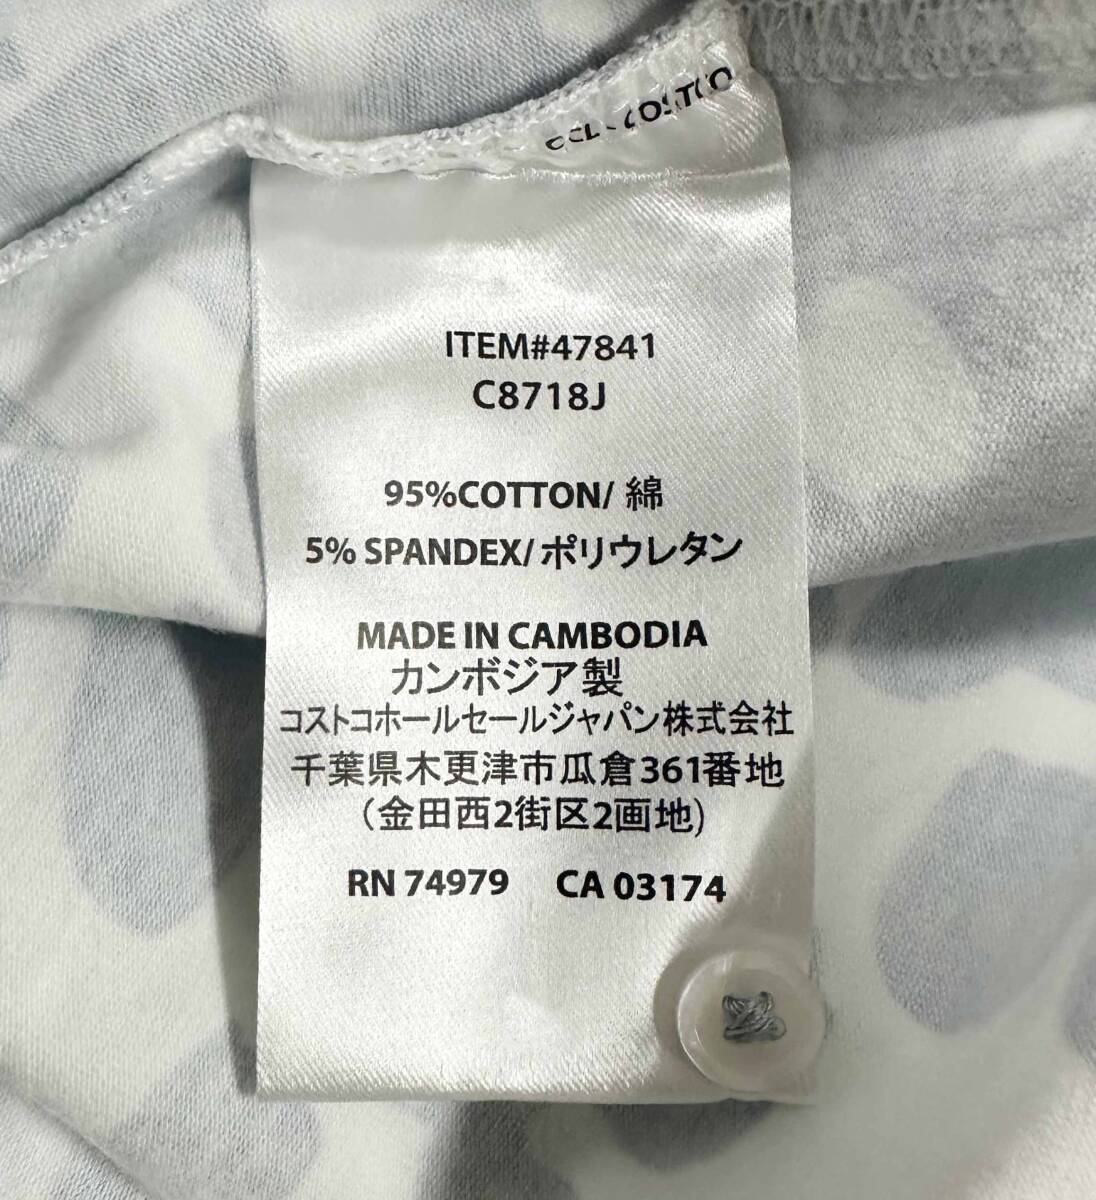 COSTCO
ITEM#47841
C8718J
95%COTTON/ 綿
5% SPANDEX/ポリウレタン
MADE IN CAMBODIA
カンボジア製
コストコホールセールジャパン株式会社
千葉県木更津市瓜倉361番地
(金田西2街区2画地)
RN 74979 CA 03174